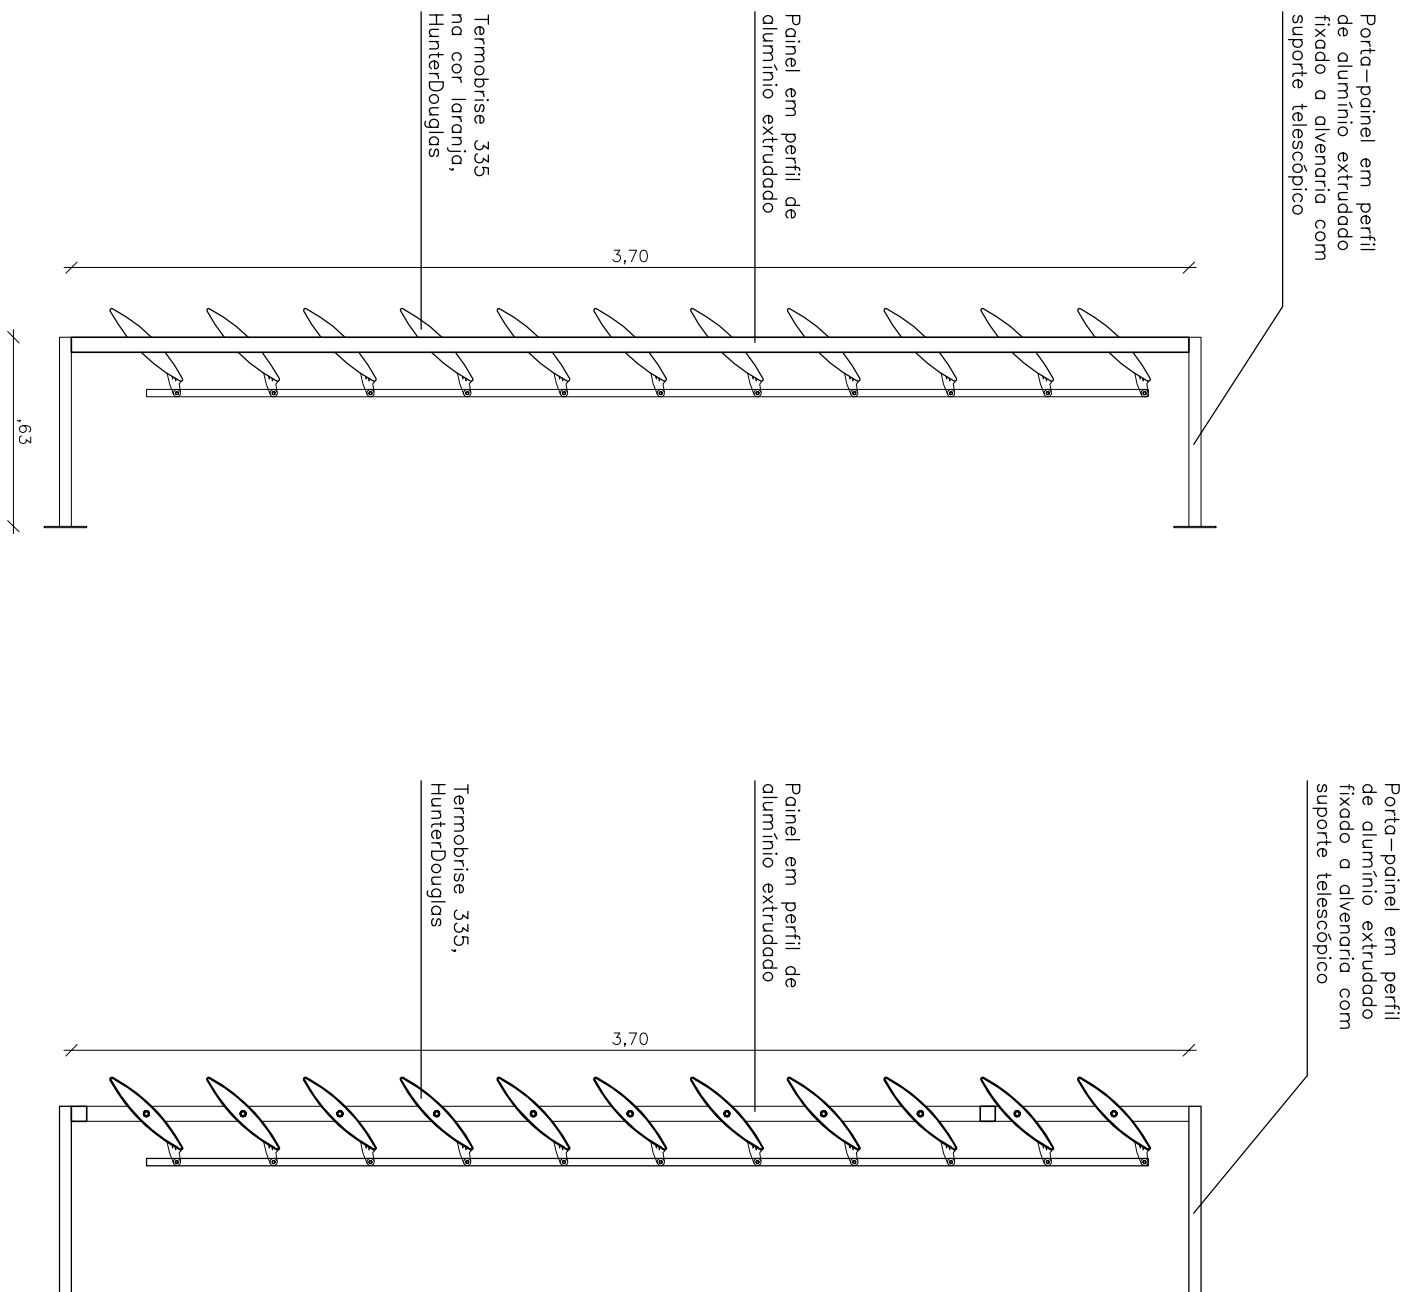 Porta-painel em perfil
de alumínio extrudado
fixado a alvenaria com
suporte telescópico
Painel em perfil de
alumínio extrudado
Termobrise 335
na cor laranja,
HunterDouglas
3,70
,63
Porta-painel em perfil
de alumínio extrudado
fixado a alvenaria com
suporte telescópico
Painel em perfil de
alumínio extrudado
Termobrise 335,
HunterDouglas
3,70